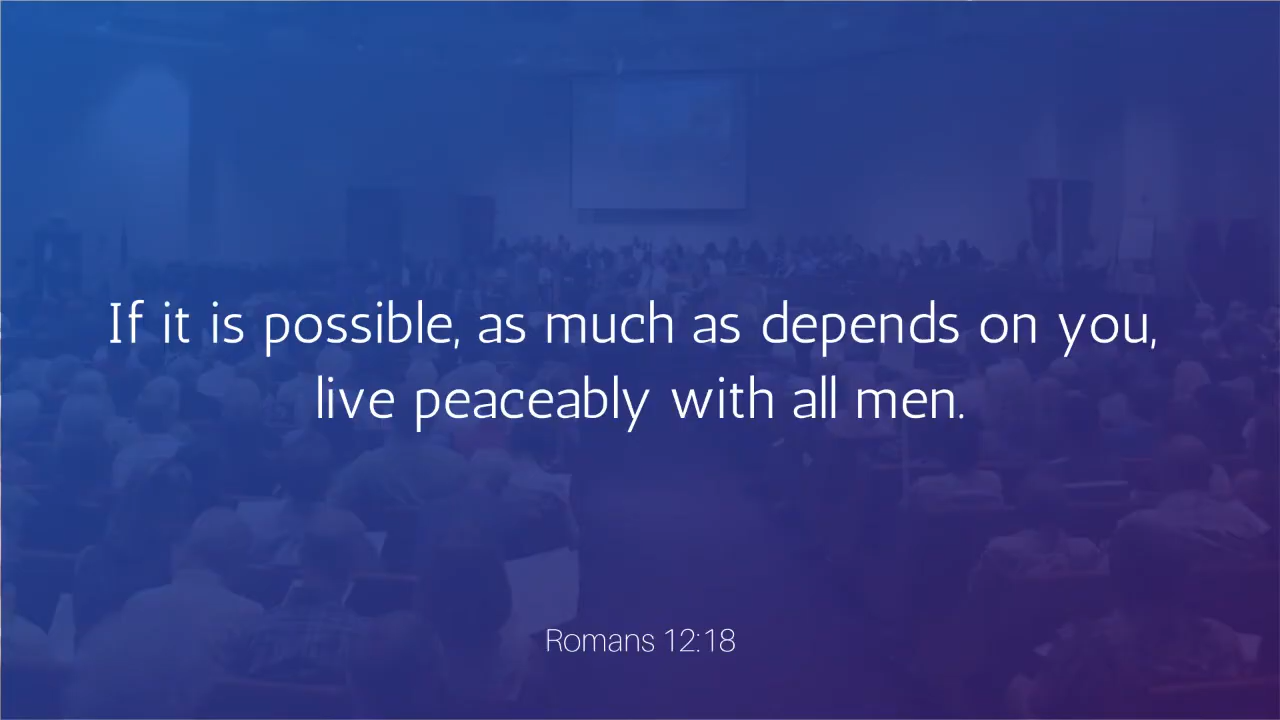 If it is possible, as much as depends on you,
live peaceably with all men.
Romans 12:18